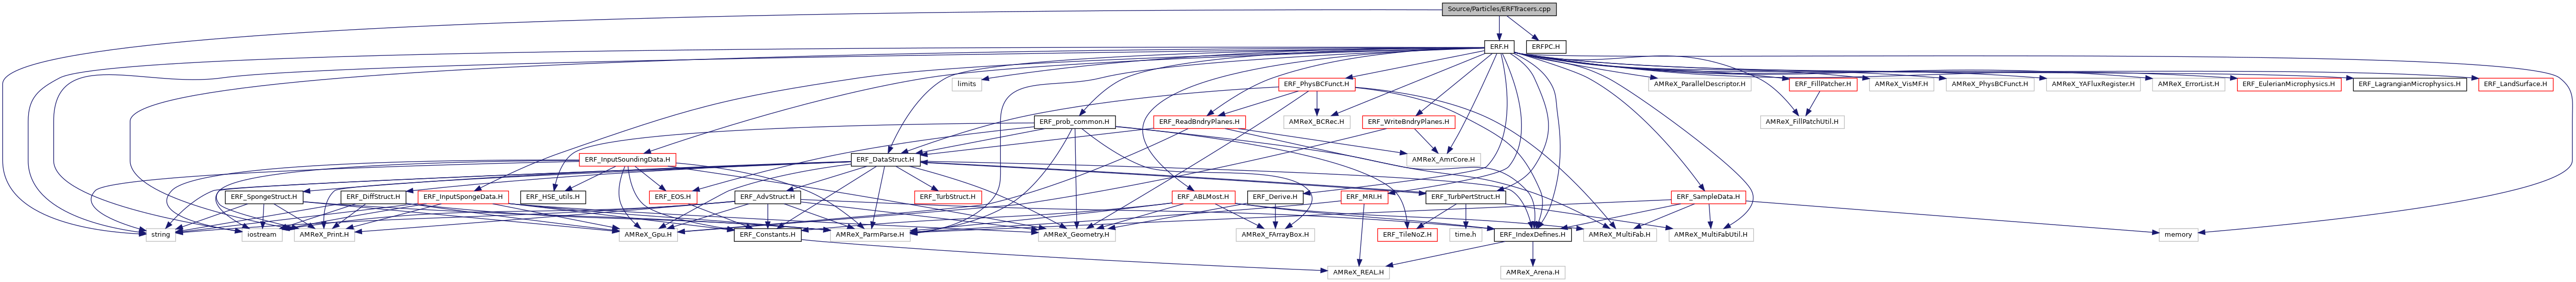 Source/Particles/ERFTracers.cpp
ERF.H
ERFPC.H
limits
ERF_PhysBCFunct.H
AMReX_ParallelDescriptor.H
ERF_FillPatcher.H
AMReX_VisMF.H
AMReX_PhysBCFunct.H
AMReX_YAFluxRegister.H
AMReX_ErrorList.H
ERF_EulerianMicrophysics.H
ERF_LagrangianMicrophysics.H
ERF_LandSurface.H
ERF_prob_common.H
ERF_ReadBndryPlanes.H
AMReX_BCRec.H
ERF_WriteBndryPlanes.H
AMReX_FillPatchUtil.H
ERF_InputSoundingData.H
ERF_DataStruct.H
AMReX_AmrCore.H
ERF_SpongeStruct.H
ERF_DiffStruct.H
ERF_InputSpongeData.H
ERF_HSE_utils.H
ERF_EOS.H
ERF_AdvStruct.H
ERF_TurbStruct.H
ERF_ABLMost.H
ERF_Derive.H
ERF_MRI.H
ERF_TurbPertStruct.H
ERF_SampleData.H
string
iostream
AMReX_Print.H
AMReX_Gpu.H
ERF_Constants.H
AMReX_ParmParse.H
AMReX_Geometry.H
AMReX_FArrayBox.H
ERF_TileNoZ.H
time.h
ERF_IndexDefines.H
AMReX_MultiFab.H
AMReX_MultiFabUtil.H
memory
AMReX_REAL.H
AMReX_Arena.H